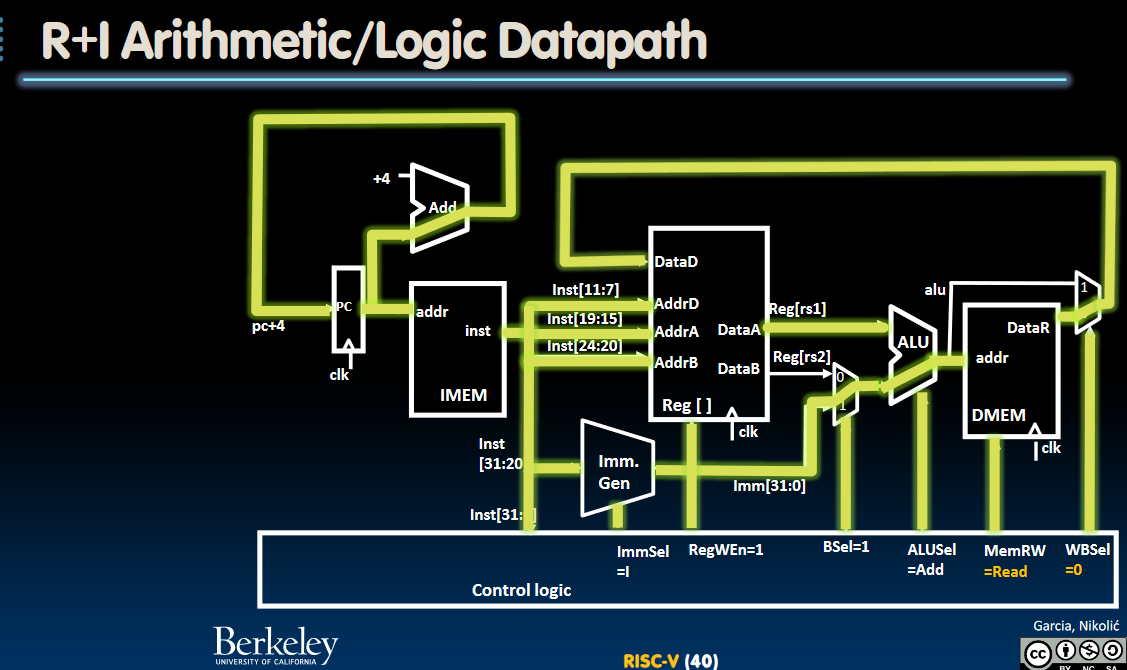 R+I Arithmetic/Logic Datapath
+4
Add
pc+4
PC
clk
addr
inst
IMEM
Inst[11:7]
Inst[19:15]
Inst[24:20]
Inst
[31:20
Inst[31:
DataD
AddrD
AddrA
AddrB
DataA
DataB
Reg [ ]
clk
Imm.
Gen
Imm[31:0]
Reg[rs1]
Reg[rs2]
0
1
ALU
alu
DataR
addr
DMEM
clk
1
ImmSel
=I
RegWEn=1
BSel=1
ALUSel
=Add
MemRW
=Read
WBSel
=0
Control logic
Berkeley
UNIVERSITY OF CALIFORNIA
RISC-V (40)
Garcia, Nikolić
cc
BY NC SA